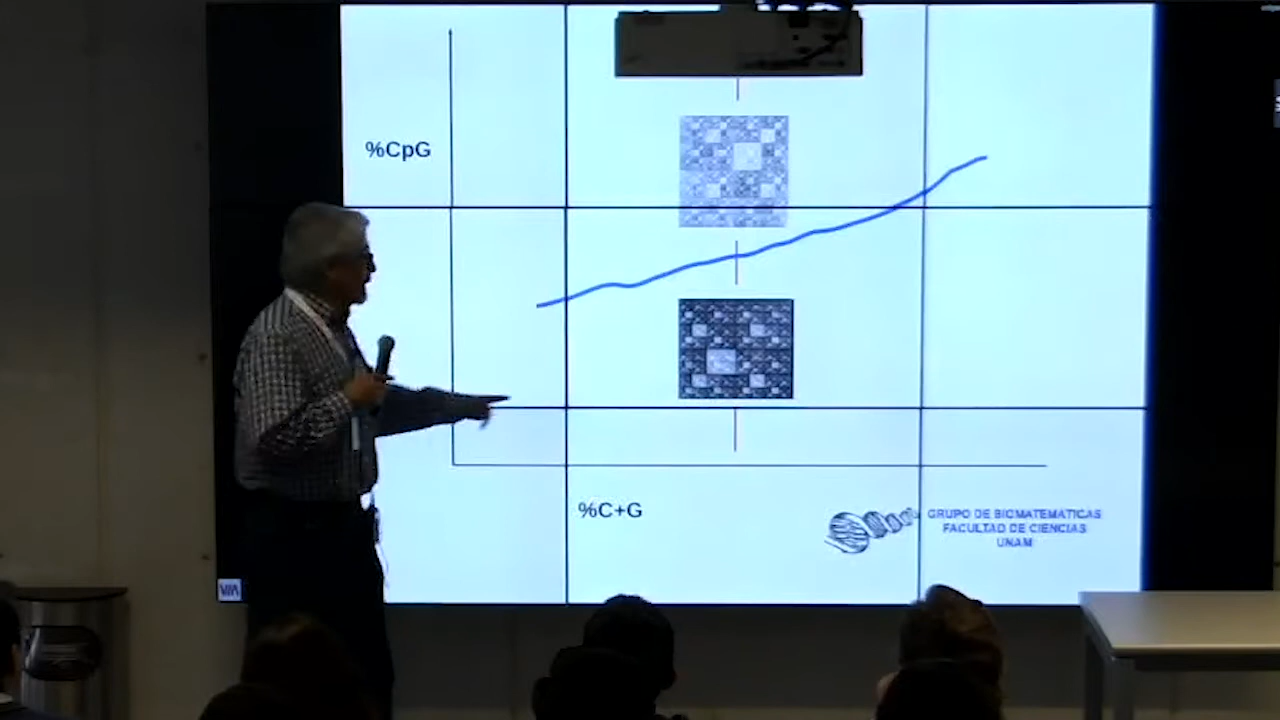 %CpG
%C+G
GRUPO DE BIOMATEMATICAS
FACULTAD DE CIENCIAS
UNAM